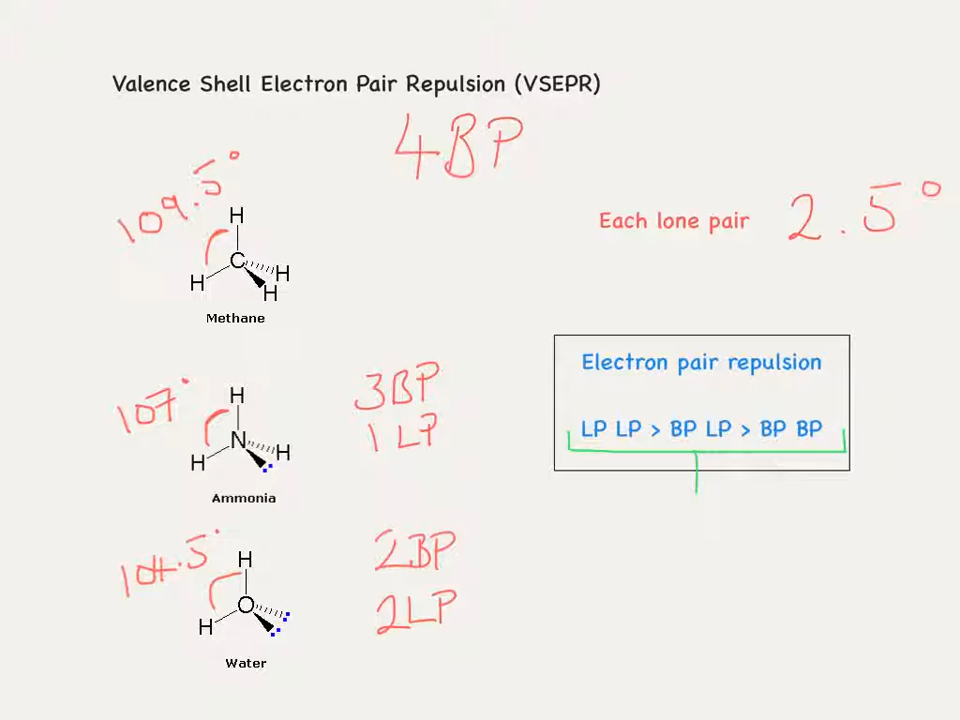 Valence Shell Electron Pair Repulsion (VSEPR)
4BP
109.5°
H
C
H
H
H
Methane
Each lone pair 2.5°
Electron pair repulsion
LP LP > BP LP > BP BP
107°
H
N
H
H
Ammonia
3BP
1 LP
104.5°
H
O
H
Water
2BP
2LP